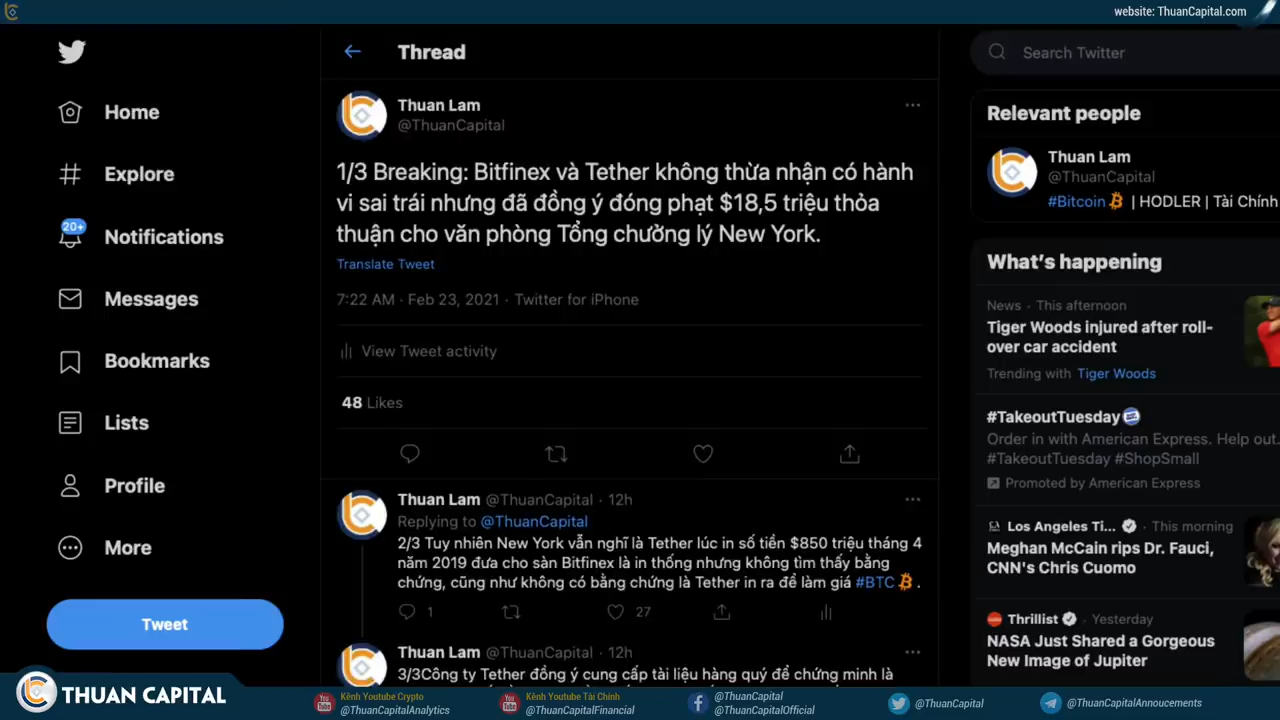 website: ThuanCapital.com
Home
Explore
20+
Notifications
Messages
Bookmarks
Lists
Profile
More
Tweet
Thread
Thuan Lam
@ThuanCapital
1/3 Breaking: Bitfinex và Tether không thừa nhận có hành
vi sai trái nhưng đã đồng ý đóng phạt $18,5 triệu thỏa
thuận cho văn phòng Tổng chưởng lý New York.
Translate Tweet
7:22 AM · Feb 23, 2021 · Twitter for iPhone
View Tweet activity
48 Likes
Thuan Lam @ThuanCapital · 12h
Replying to @ThuanCapital
2/3 Tuy nhiên New York vẫn nghĩ là Tether lúc in số tiền $850 triệu tháng 4
năm 2019 đưa cho sàn Bitfinex là in thống nhưng không tìm thấy bằng
chứng, cũng như không có bằng chứng là Tether in ra để làm giá #BTC .
1
27
Thuan Lam @ThuanCapital · 12h
3/3Công ty Tether đồng ý cung cấp tài liệu hàng quý để chứng minh là
Search Twitter
Relevant people
Thuan Lam
@ThuanCapital
#Bitcoin | HODLER | Tài Chính
What's happening
News · This afternoon
Tiger Woods injured after roll-
over car accident
Trending with Tiger Woods
#TakeoutTuesday
Order in with American Express. Help out.
#TakeoutTuesday #ShopSmall
Promoted by American Express
Los Angeles Ti... · This morning
Meghan McCain rips Dr. Fauci,
CNN's Chris Cuomo
Thrillist · Yesterday
NASA Just Shared a Gorgeous
New Image of Jupiter
THUAN CAPITAL
Kênh Youtube Crypto
@ThuanCapitalAnalytics
Kênh Youtube Tài Chính
@ThuanCapitalFinancial
@ThuanCapital
@ThuanCapitalOfficial
@ThuanCapital
@ThuanCapitalAnnoucements